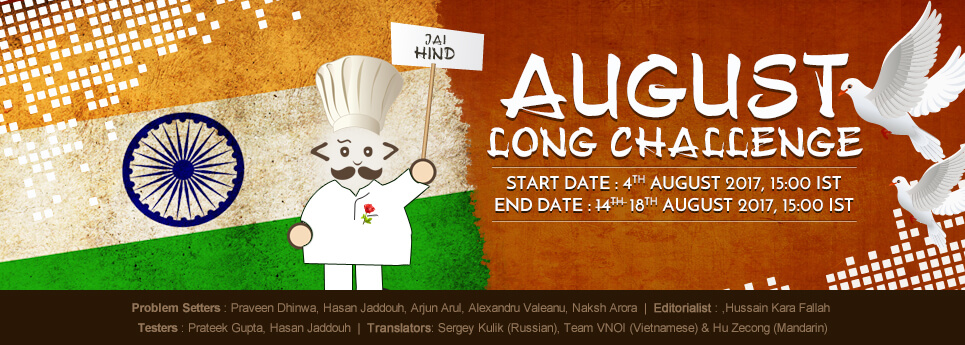 JAI
HIND
AUGUST
LONG CHALLENGE
START DATE : 4TH AUGUST 2017, 15:00 IST
END DATE : 14TH 18TH AUGUST 2017, 15:00 IST
Problem Setters : Praveen Dhinwa, Hasan Jaddouh, Arjun Arul, Alexandru Valeanu, Naksh Arora | Editorialist : ,Hussain Kara Fallah
Testers : Prateek Gupta, Hasan Jaddouh | Translators: Sergey Kulik (Russian), Team VNOI (Vietnamese) & Hu Zecong (Mandarin)